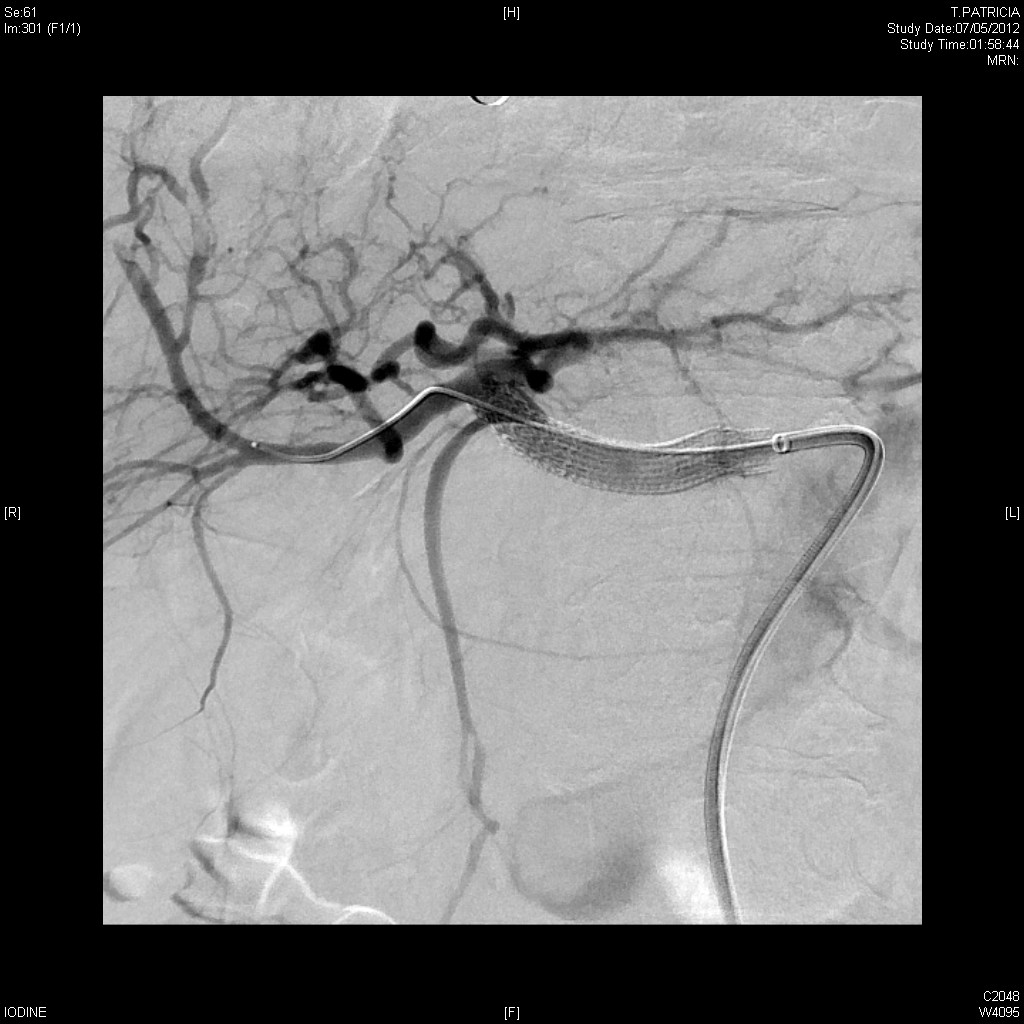 Se:61
Im:301 (F1/1)
[H]
T.PATRICIA
Study Date:07/05/2012
Study Time:01:58:44
MRN:
[R]
[L]
IODINE
[F]
C2048
W4095